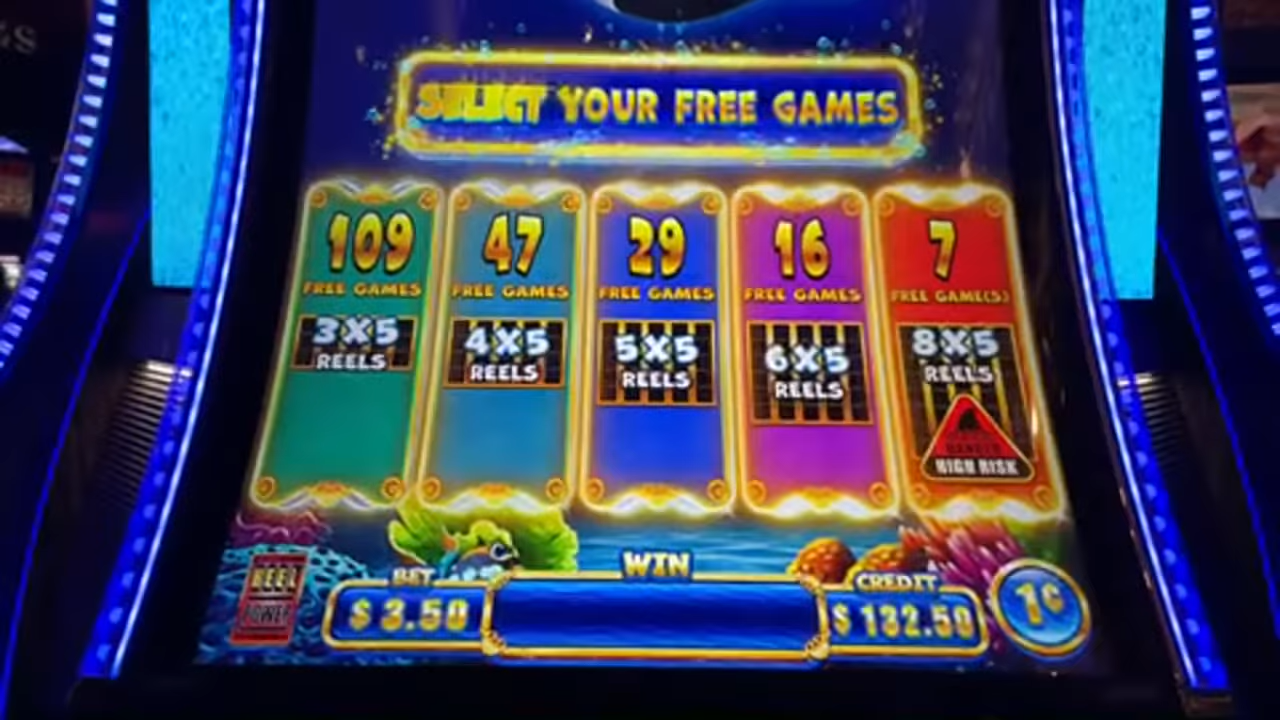 SELECT YOUR FREE GAMES
109
FREE GAMES
3X5
REELS
47
FREE GAMES
4X5
REELS
29
FREE GAMES
5X5
REELS
16
FREE GAMES
6X5
REELS
7
FREE GAME(S)
8X5
REELS
HIGH RISK
REEL
POWER
BET
$ 3.50
WIN
CREDIT
$ 132.50
1¢